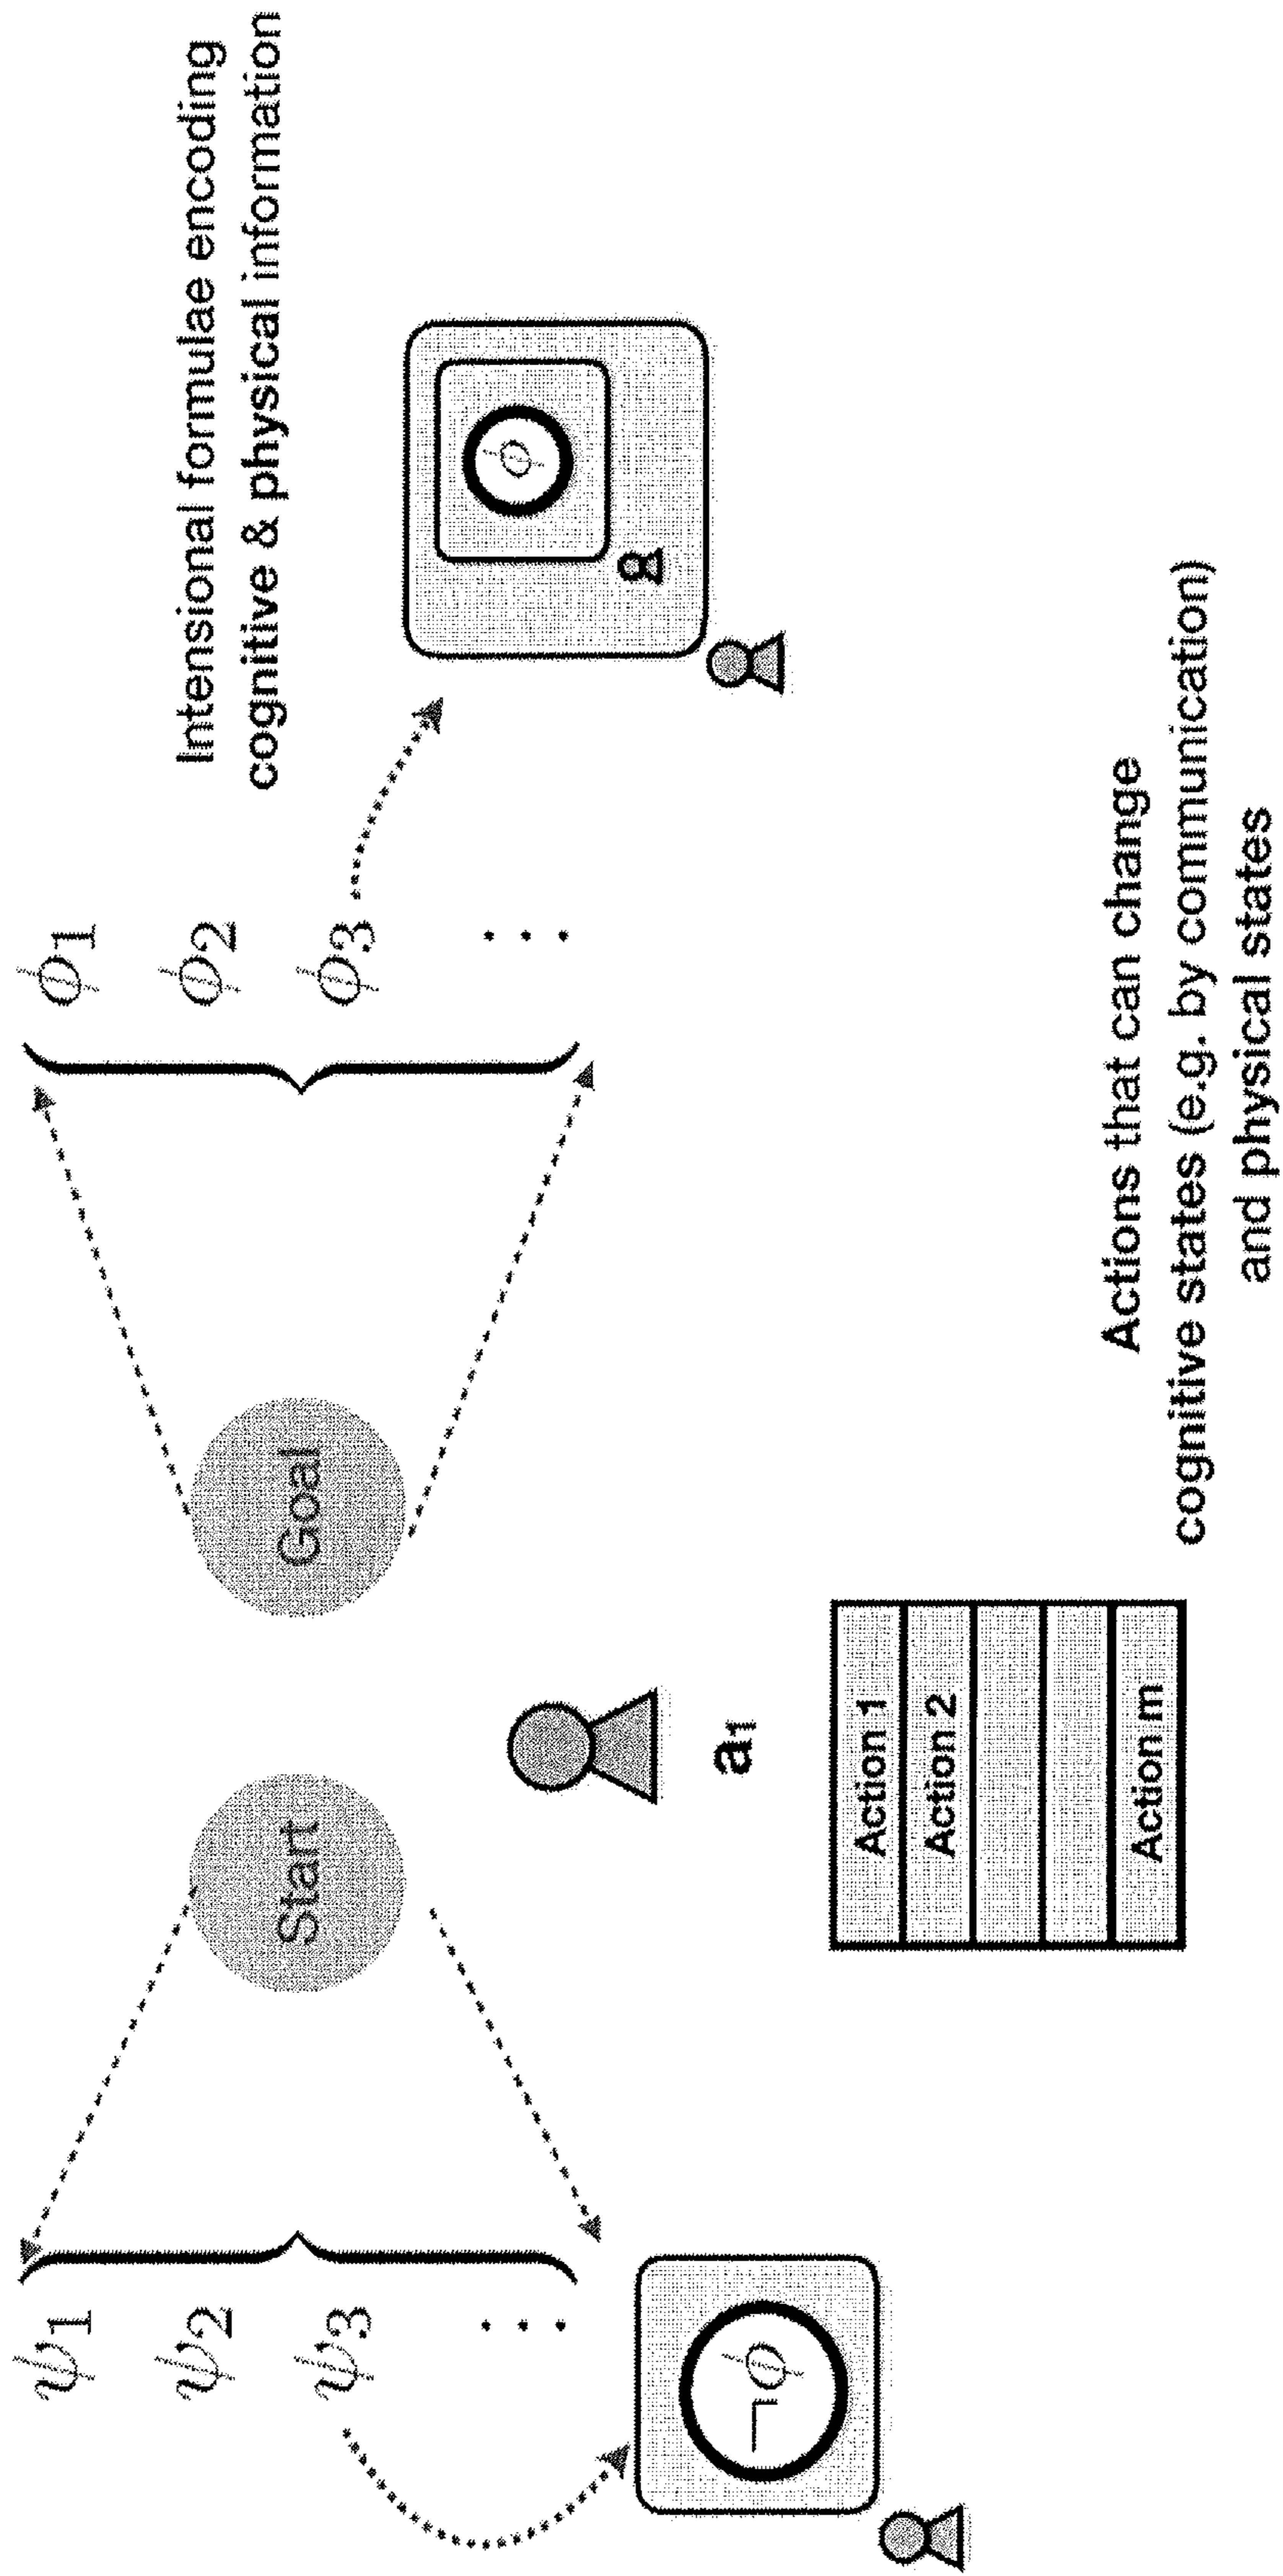 ψ1
ψ2
ψ3
⋮
¬ϕ
Start
Goal
ϕ1
ϕ2
ϕ3
⋮
Intensional formulae encoding
cognitive & physical information
ϕ
a1
Action 1
Action 2
Action m
Actions that can change
cognitive states (e.g. by communication)
and physical states